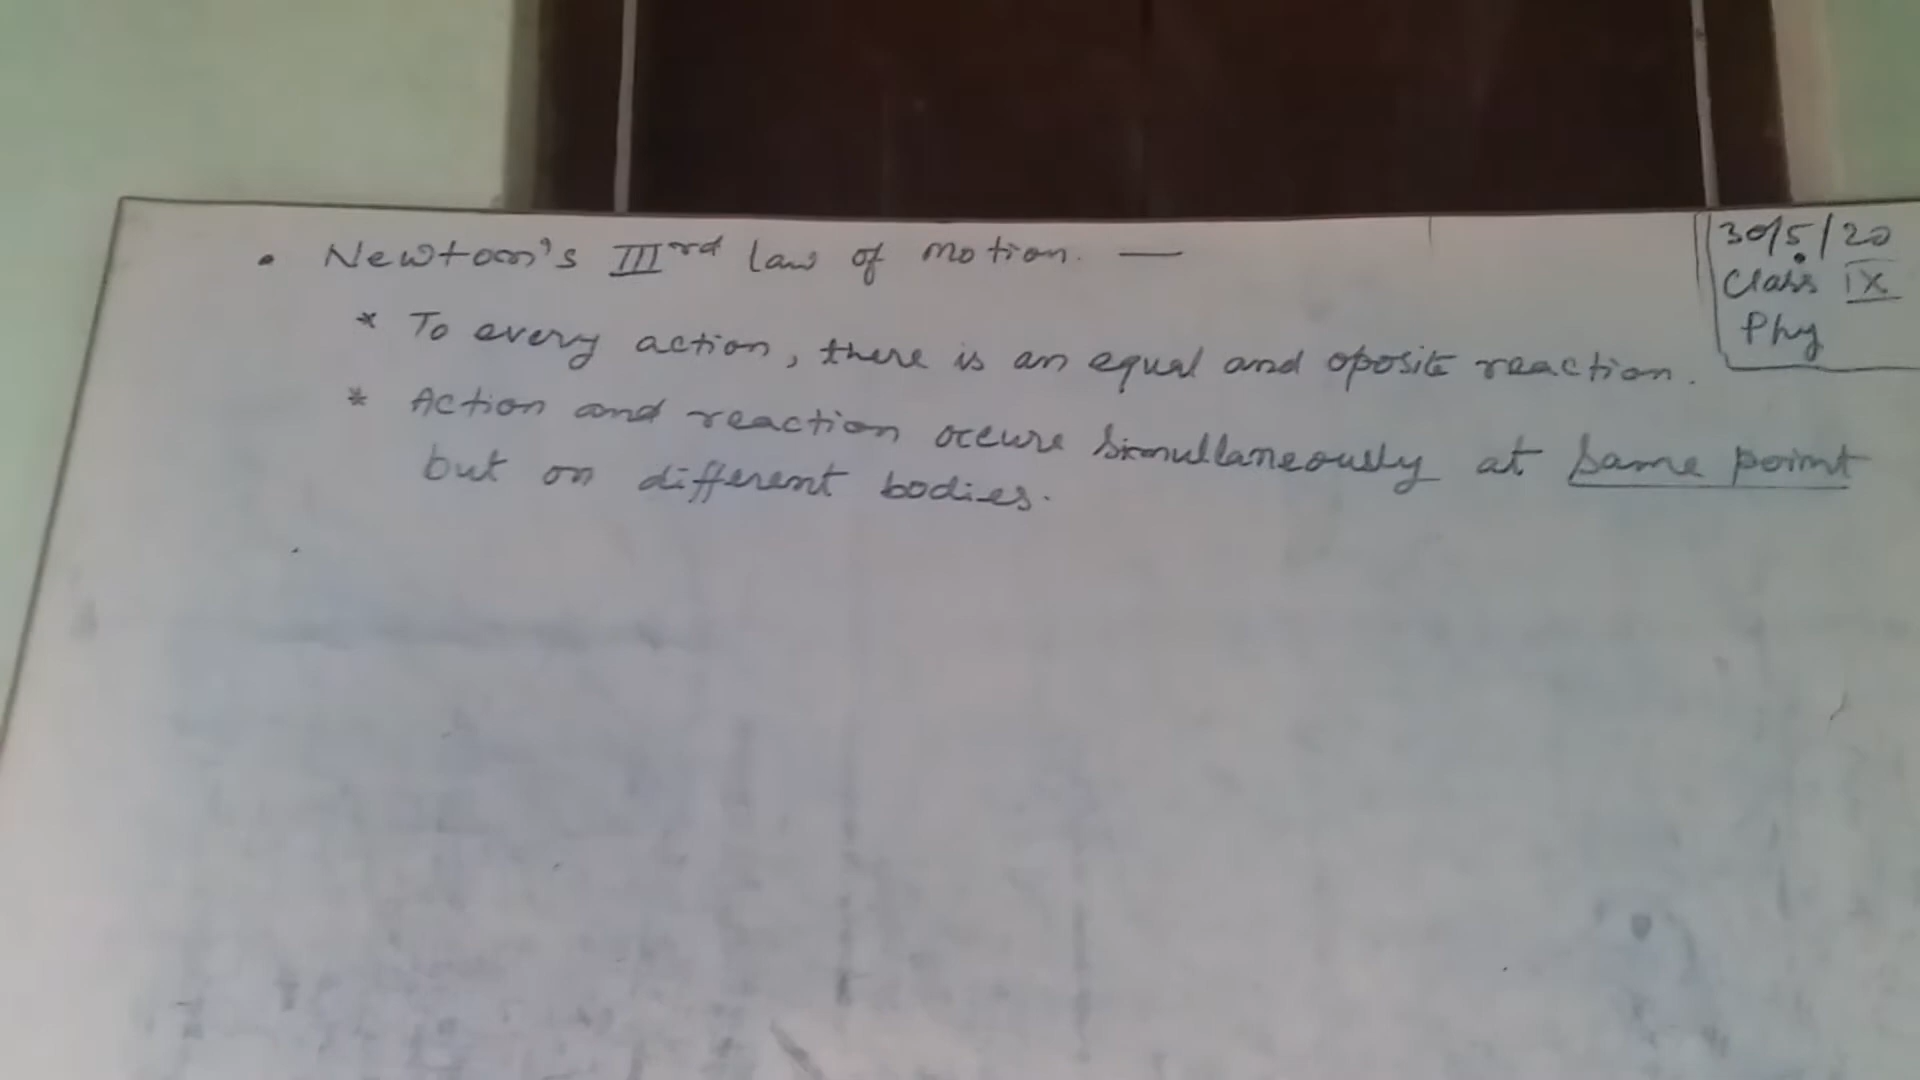 • Newton's IIIrd law of motion. —
30/5/20
Class IX
Phy
* To every action, there is an equal and oposite reaction.
* Action and reaction occure simullaneously at same point
but on different bodies.